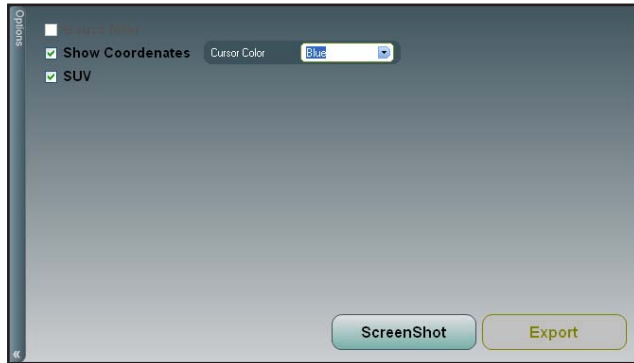 Options
Show Coordenates Cursor Color Blue
SUV
ScreenShot Export
«